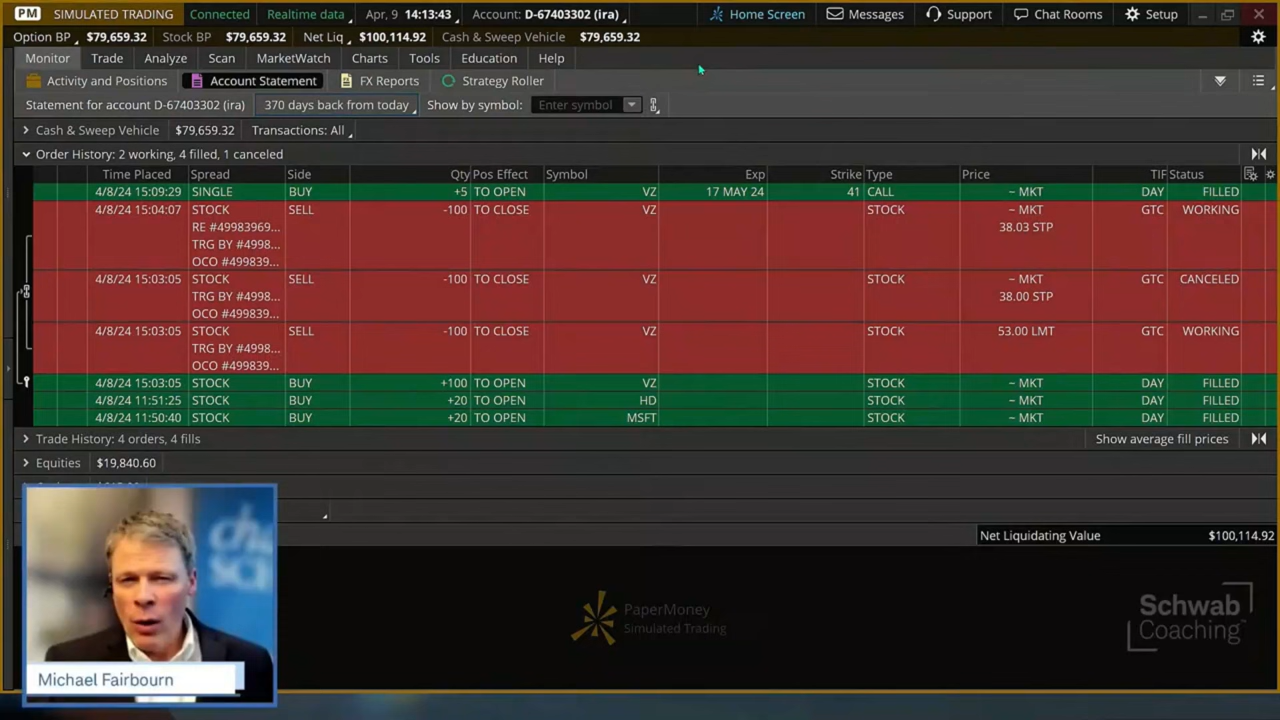 PM SIMULATED TRADING Connected Realtime data Apr, 9 14:13:43 Account: D-67403302 (ira) Home Screen Messages Support Chat Rooms Setup
Option BP $79,659.32 Stock BP $79,659.32 Net Liq $100,114.92 Cash & Sweep Vehicle $79,659.32
Monitor Trade Analyze Scan MarketWatch Charts Tools Education Help
Activity and Positions Account Statement FX Reports Strategy Roller
Statement for account D-67403302 (ira) 370 days back from today Show by symbol: Enter symbol
Cash & Sweep Vehicle $79,659.32 Transactions: All
Order History: 2 working, 4 filled, 1 canceled
Time Placed Spread Side Qty Pos Effect Symbol Exp Strike Type Price TIF Status
4/8/24 15:09:29 SINGLE BUY +5 TO OPEN VZ 17 MAY 24 41 CALL ~ MKT DAY FILLED
4/8/24 15:04:07 STOCK SELL -100 TO CLOSE VZ STOCK ~ MKT GTC WORKING
RE #49983969... 38.03 STP
TRG BY #4998...
OCO #499839...
4/8/24 15:03:05 STOCK SELL -100 TO CLOSE VZ STOCK ~ MKT GTC CANCELED
TRG BY #4998... 38.00 STP
OCO #499839...
4/8/24 15:03:05 STOCK SELL -100 TO CLOSE VZ STOCK 53.00 LMT GTC WORKING
TRG BY #4998...
OCO #499839...
4/8/24 15:03:05 STOCK BUY +100 TO OPEN VZ STOCK ~ MKT DAY FILLED
4/8/24 11:51:25 STOCK BUY +20 TO OPEN HD STOCK ~ MKT DAY FILLED
4/8/24 11:50:40 STOCK BUY +20 TO OPEN MSFT STOCK ~ MKT DAY FILLED
Trade History: 4 orders, 4 fills Show average fill prices
Equities $19,840.60
Net Liquidating Value $100,114.92
PaperMoney
Simulated Trading
Schwab
Coaching
Michael Fairbourn